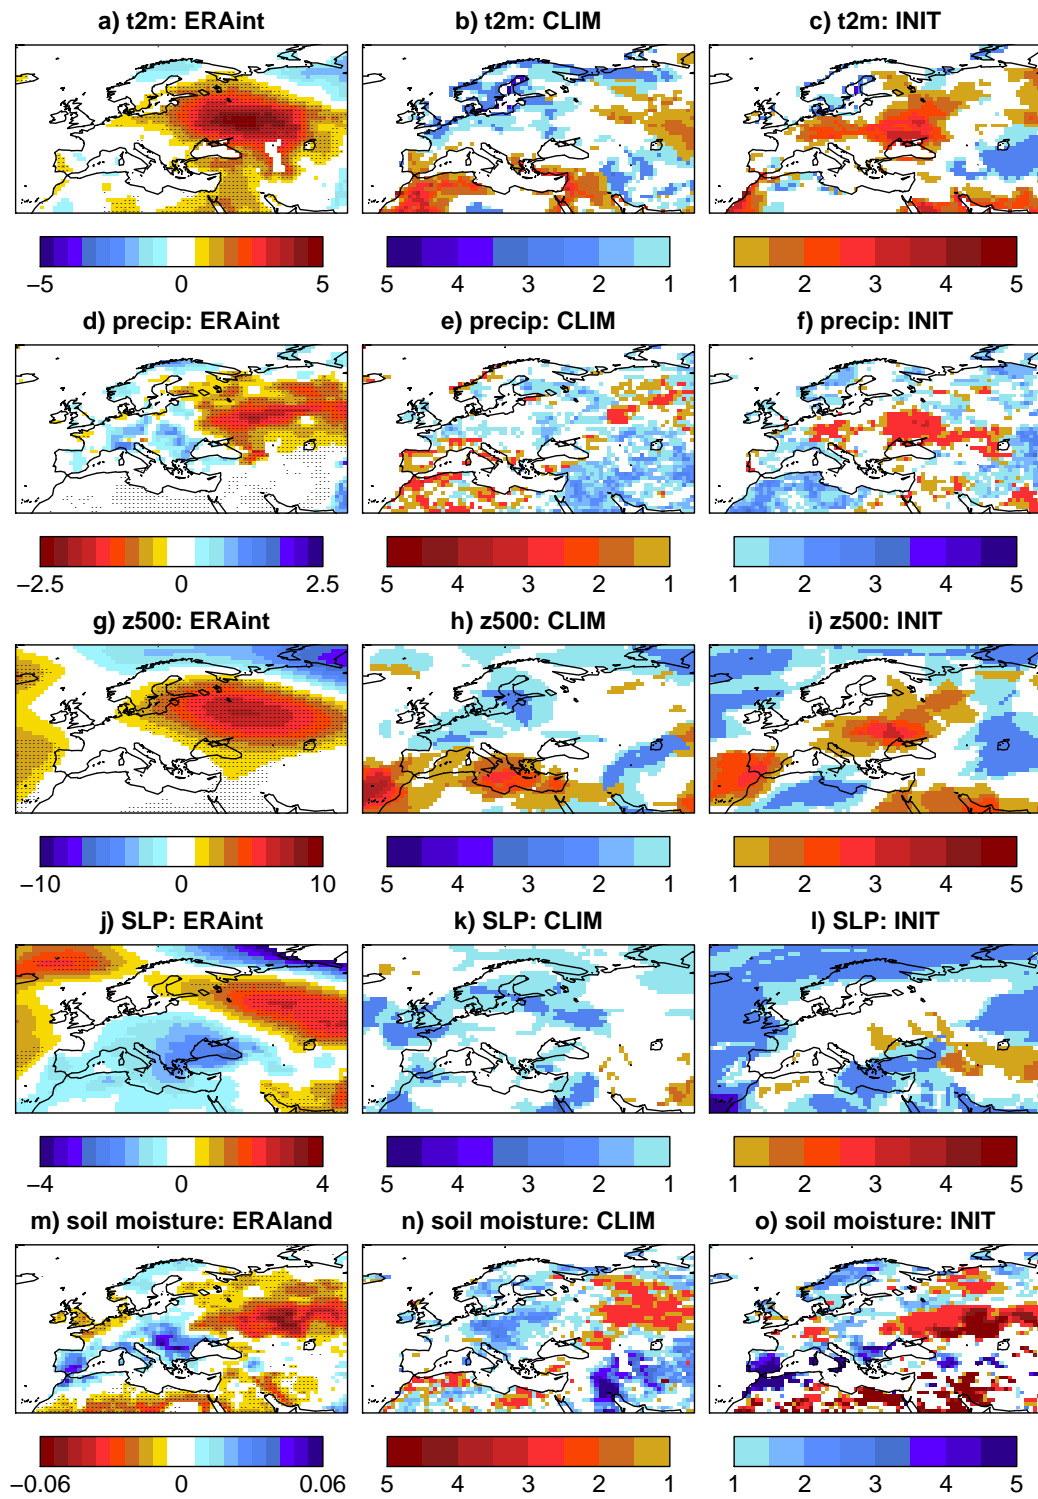 a) t2m: ERAint b) t2m: CLIM c) t2m: INIT
−5 0 5 5 4 3 2 1 1 2 3 4 5
d) precip: ERAint e) precip: CLIM f) precip: INIT
−2.5 0 2.5 5 4 3 2 1 1 2 3 4 5
g) z500: ERAint h) z500: CLIM i) z500: INIT
−10 0 10 5 4 3 2 1 1 2 3 4 5
j) SLP: ERAint k) SLP: CLIM l) SLP: INIT
−4 0 4 5 4 3 2 1 1 2 3 4 5
m) soil moisture: ERAland n) soil moisture: CLIM o) soil moisture: INIT
−0.06 0 0.06 5 4 3 2 1 1 2 3 4 5